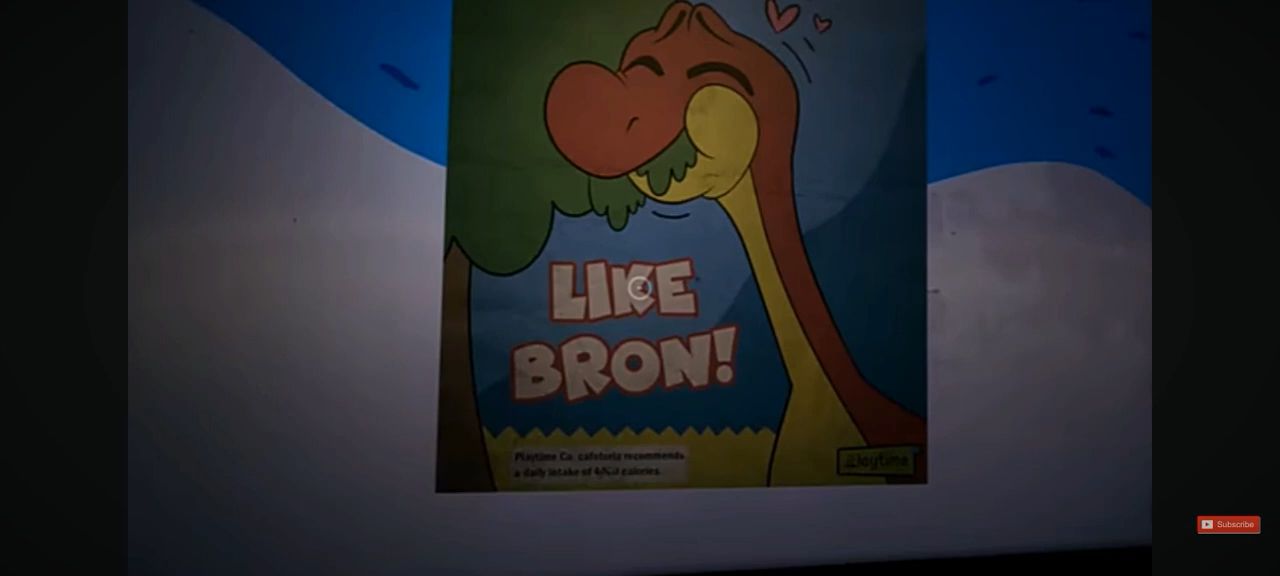 LIKE
BRON!
Playtime Co. cafeteria recommends
a daily intake of calories.
Playtime
Subscribe